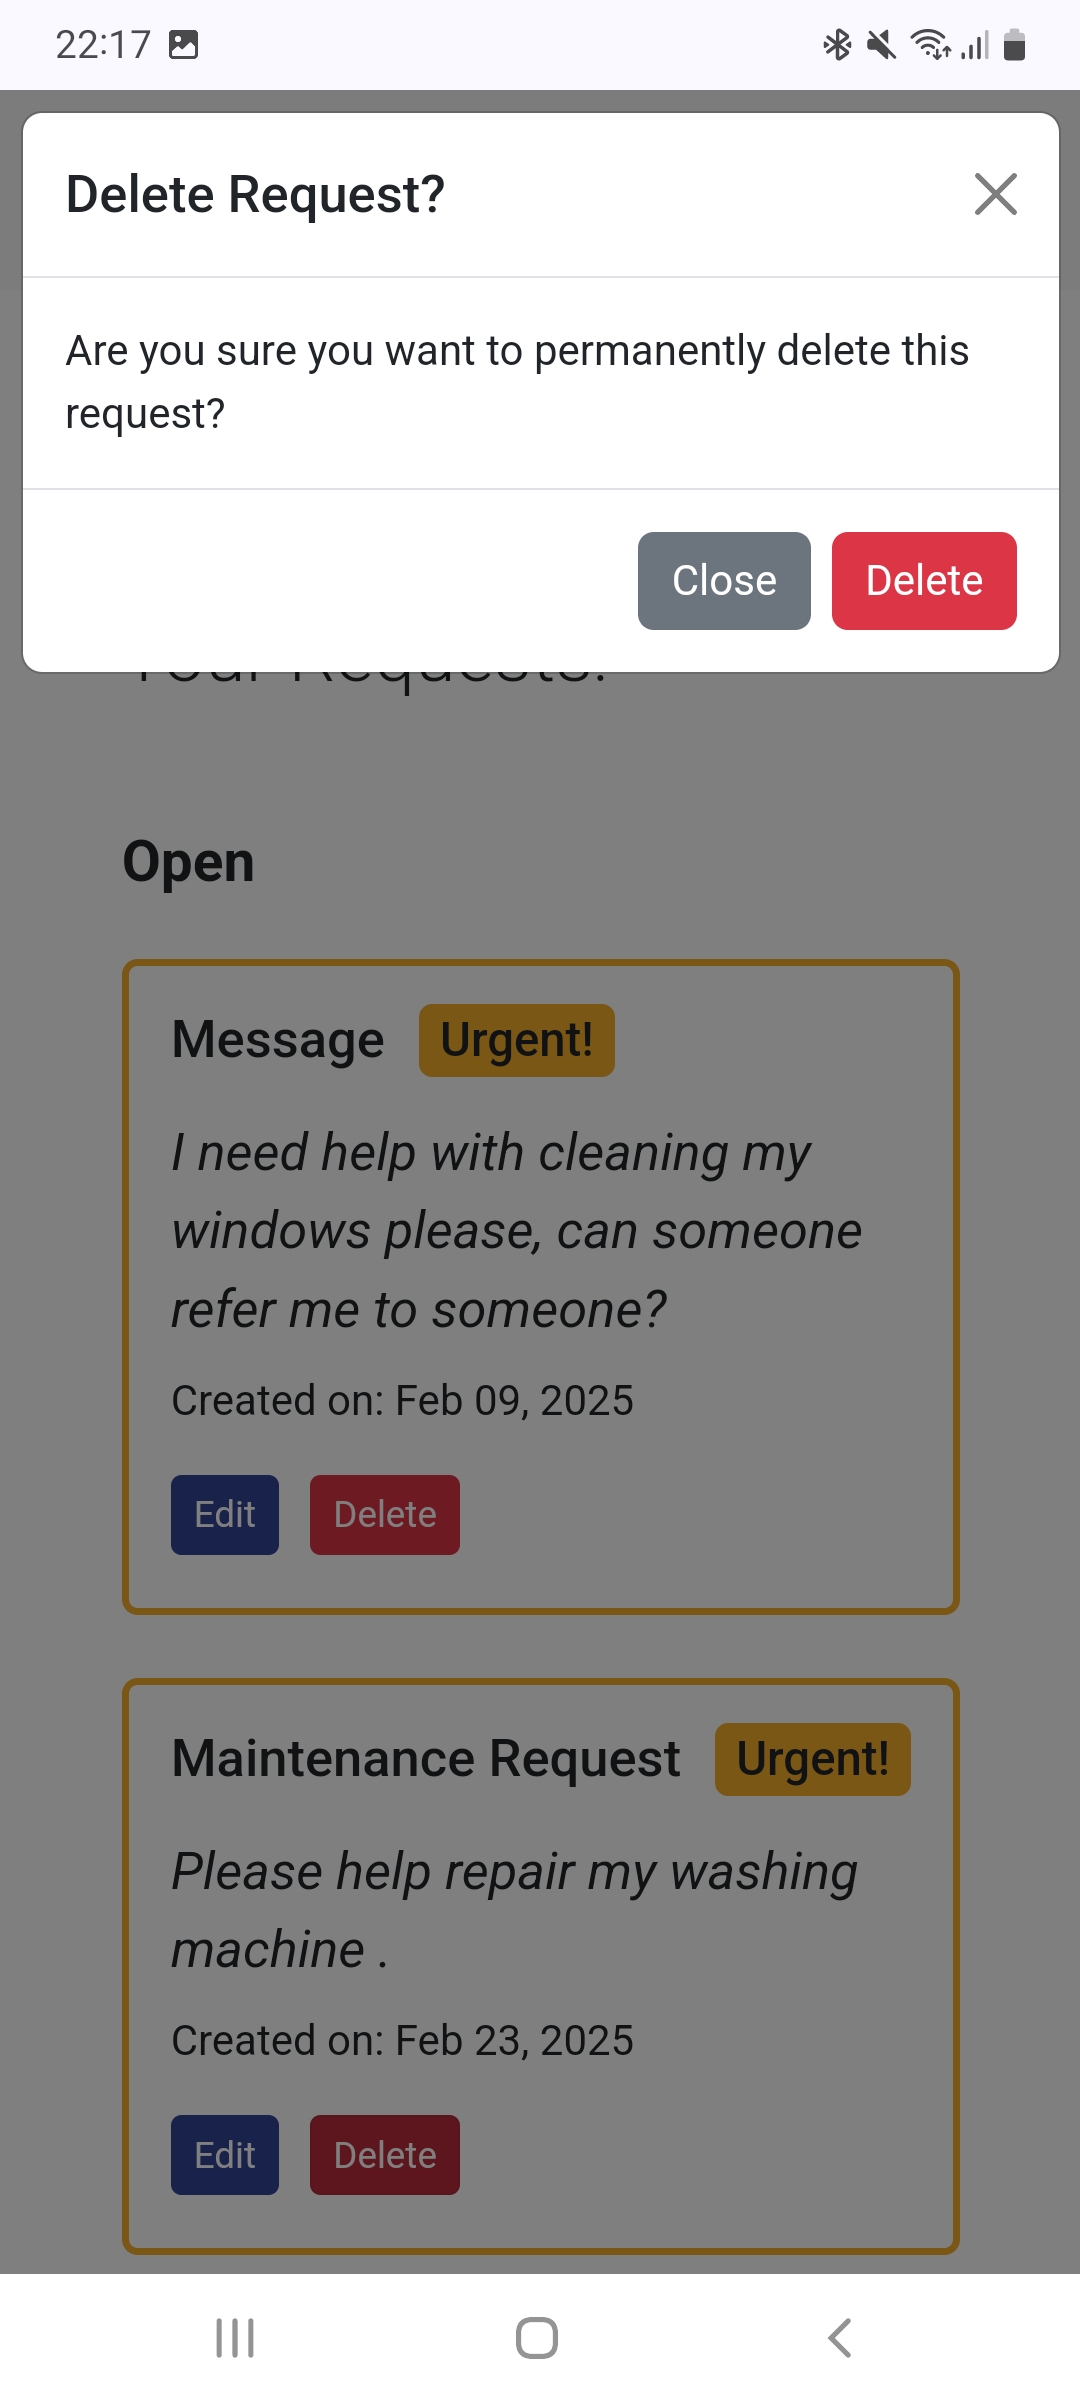 22:17
Delete Request?
Are you sure you want to permanently delete this
request?
Close Delete
Your Requests:
Open
Message Urgent!
I need help with cleaning my
windows please, can someone
refer me to someone?
Created on: Feb 09, 2025
Edit Delete
Maintenance Request Urgent!
Please help repair my washing
machine .
Created on: Feb 23, 2025
Edit Delete